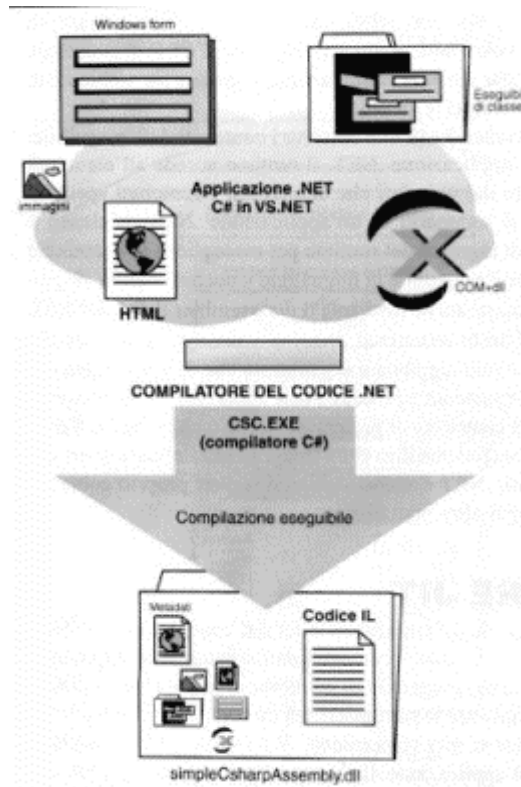 Windows form
Eseguibi
di classe
immagini
Applicazione .NET
C# in VS.NET
HTML
COM+dll
COMPILATORE DEL CODICE .NET
CSC.EXE
(compilatore C#)
Compilazione eseguibile
Metadati
Codice IL
simpleCsharpAssembly.dll